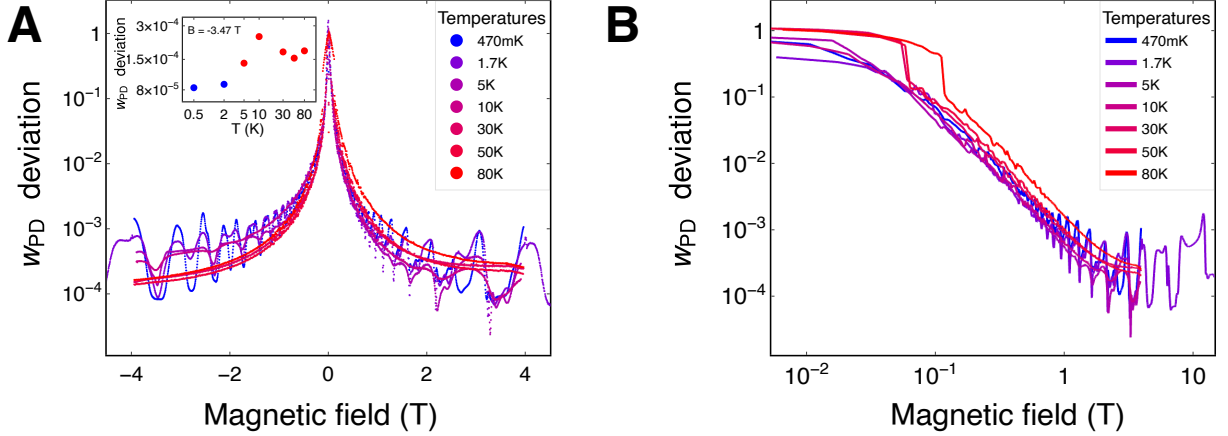 A
w_PD deviation
1
10⁻¹
10⁻²
10⁻³
10⁻⁴
−4
−2
0
2
4
Magnetic field (T)
w_PD deviation
3×10⁻⁴
1.5×10⁻⁴
8×10⁻⁵
B = -3.47 T
0.5
2
5
10
30
80
T (K)
Temperatures
470mK
1.7K
5K
10K
30K
50K
80K
B
w_PD deviation
1
10⁻¹
10⁻²
10⁻³
10⁻⁴
10⁻²
10⁻¹
1
10
Magnetic field (T)
Temperatures
470mK
1.7K
5K
10K
30K
50K
80K